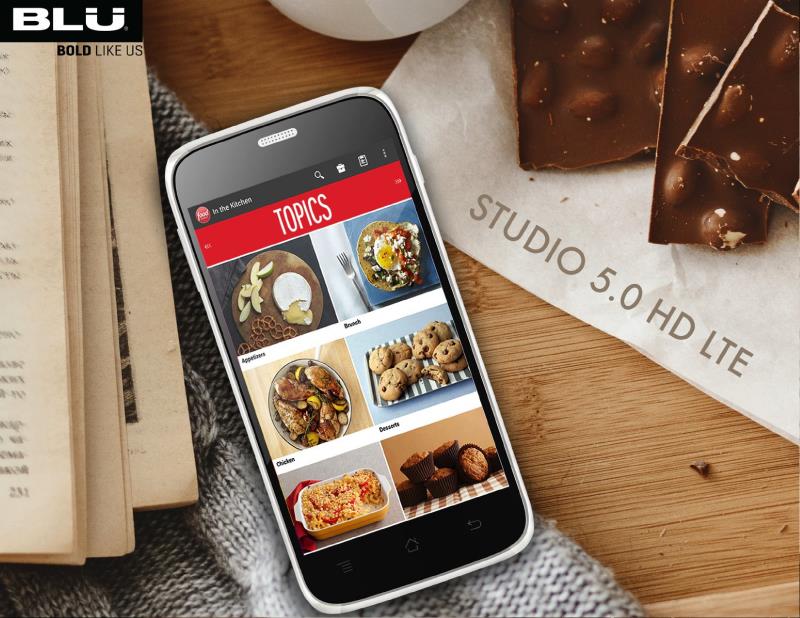 BLU
BOLD LIKE US
food
In the Kitchen
TOPICS
Appetizers
Brunch
Chicken
Desserts
STUDIO 5.0 HD LTE
231